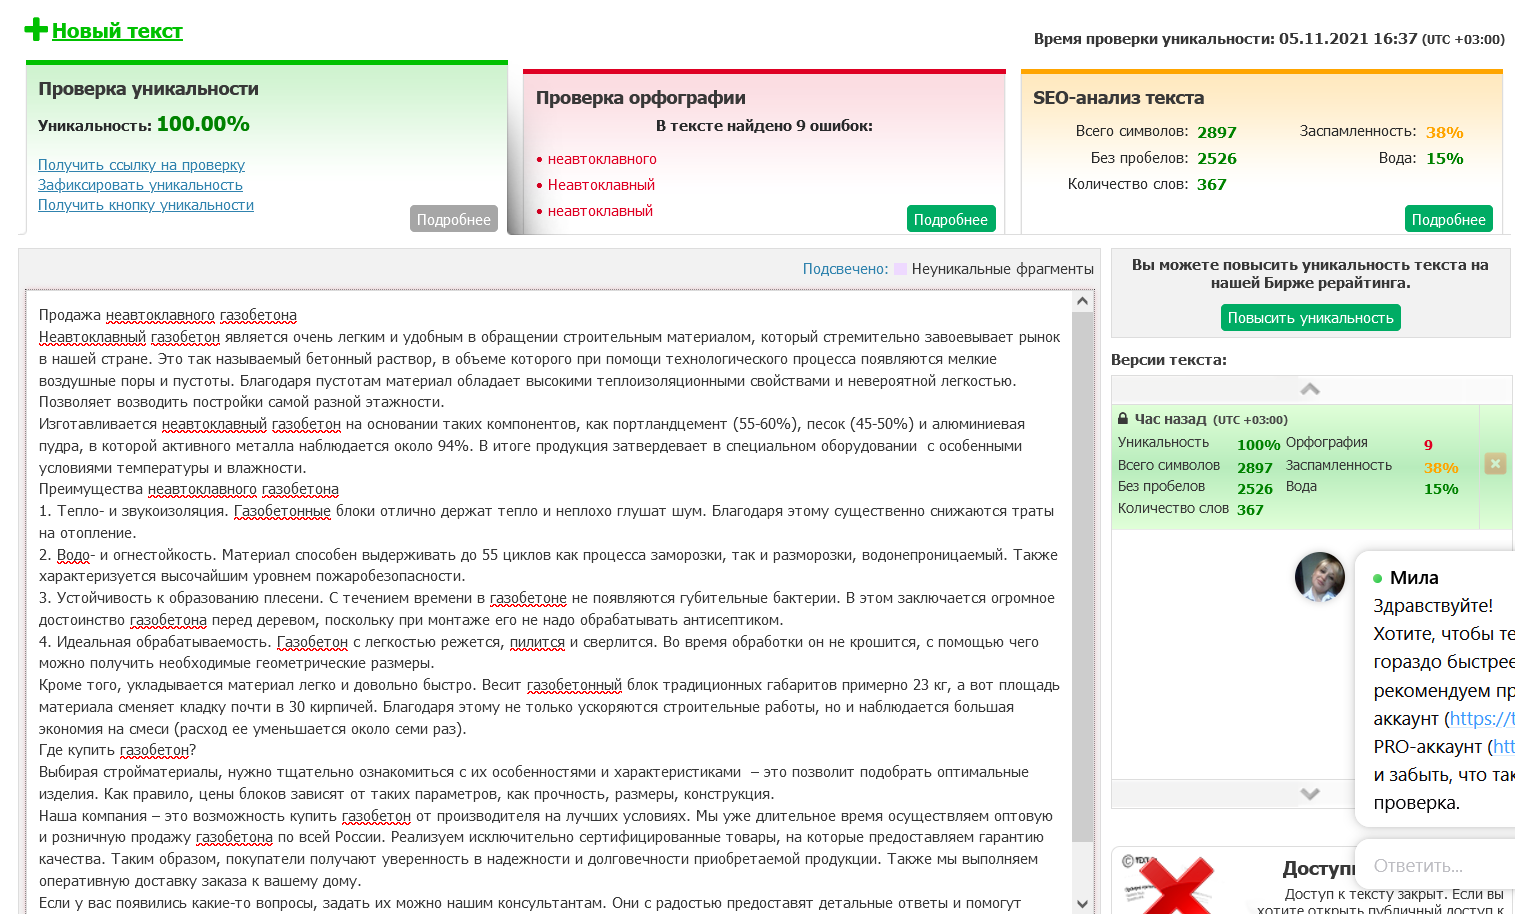 Новый текст
Время проверки уникальности: 05.11.2021 16:37 (UTC +03:00)
Проверка уникальности
Уникальность: 100.00%
Получить ссылку на проверку
Зафиксировать уникальность
Получить кнопку уникальности
Подробнее
Проверка орфографии
В тексте найдено 9 ошибок:
• неавтоклавного
• Неавтоклавный
• неавтоклавный
Подробнее
SEO-анализ текста
Всего символов: 2897 Заспамленность: 38%
Без пробелов: 2526 Вода: 15%
Количество слов: 367
Подробнее
Подсвечено: Неуникальные фрагменты
Продажа неавтоклавного газобетона
Неавтоклавный газобетон является очень легким и удобным в обращении строительным материалом, который стремительно завоевывает рынок
в нашей стране. Это так называемый бетонный раствор, в объеме которого при помощи технологического процесса появляются мелкие
воздушные поры и пустоты. Благодаря пустотам материал обладает высокими теплоизоляционными свойствами и невероятной легкостью.
Позволяет возводить постройки самой разной этажности.
Изготавливается неавтоклавный газобетон на основании таких компонентов, как портландцемент (55-60%), песок (45-50%) и алюминиевая
пудра, в которой активного металла наблюдается около 94%. В итоге продукция затвердевает в специальном оборудовании  с особенными
условиями температуры и влажности.
Преимущества неавтоклавного газобетона
1. Тепло- и звукоизоляция. Газобетонные блоки отлично держат тепло и неплохо глушат шум. Благодаря этому существенно снижаются траты
на отопление.
2. Водо- и огнестойкость. Материал способен выдерживать до 55 циклов как процесса заморозки, так и разморозки, водонепроницаемый. Также
характеризуется высочайшим уровнем пожаробезопасности.
3. Устойчивость к образованию плесени. С течением времени в газобетоне не появляются губительные бактерии. В этом заключается огромное
достоинство газобетона перед деревом, поскольку при монтаже его не надо обрабатывать антисептиком.
4. Идеальная обрабатываемость. Газобетон с легкостью режется, пилится и сверлится. Во время обработки он не крошится, с помощью чего
можно получить необходимые геометрические размеры.
Кроме того, укладывается материал легко и довольно быстро. Весит газобетонный блок традиционных габаритов примерно 23 кг, а вот площадь
материала сменяет кладку почти в 30 кирпичей. Благодаря этому не только ускоряются строительные работы, но и наблюдается большая
экономия на смеси (расход ее уменьшается около семи раз).
Где купить газобетон?
Выбирая стройматериалы, нужно тщательно ознакомиться с их особенностями и характеристиками  – это позволит подобрать оптимальные
изделия. Как правило, цены блоков зависят от таких параметров, как прочность, размеры, конструкция.
Наша компания – это возможность купить газобетон от производителя на лучших условиях. Мы уже длительное время осуществляем оптовую
и розничную продажу газобетона по всей России. Реализуем исключительно сертифицированные товары, на которые предоставляем гарантию
качества. Таким образом, покупатели получают уверенность в надежности и долговечности приобретаемой продукции. Также мы выполняем
оперативную доставку заказа к вашему дому.
Если у вас появились какие-то вопросы, задать их можно нашим консультантам. Они с радостью предоставят детальные ответы и помогут
Вы можете повысить уникальность текста на
нашей Бирже рерайтинга.
Повысить уникальность
Версии текста:
Час назад (UTC +03:00)
Уникальность 100% Орфография 9
Всего символов 2897 Заспамленность 38%
Без пробелов 2526 Вода 15%
Количество слов 367
Мила
Здравствуйте!
Хотите, чтобы те
гораздо быстрее
рекомендуем пр
аккаунт (https://t
PRO-аккаунт (htt
и забыть, что так
проверка.
Ответить...
Доступ
Доступ к тексту закрыт. Если вы
хотите открыть публичный доступ к